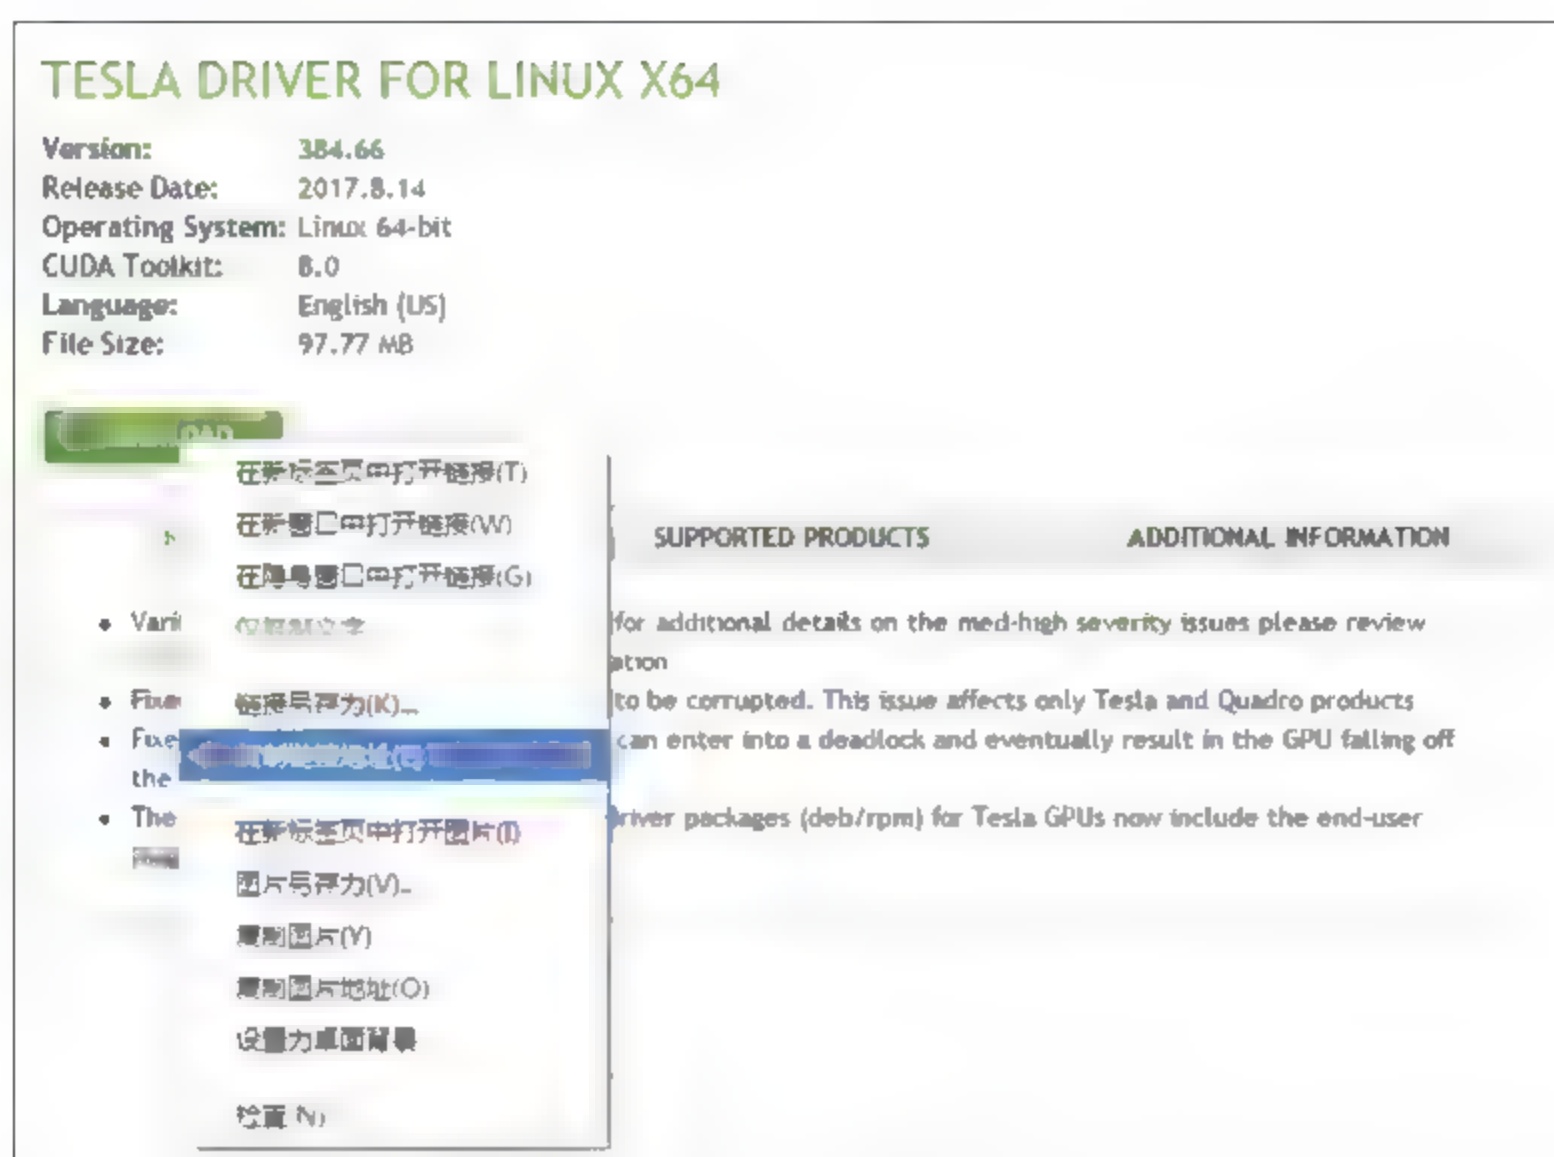 TESLA DRIVER FOR LINUX X64
Version: 384.66
Release Date: 2017.8.14
Operating System: Linux 64-bit
CUDA Toolkit: 8.0
Language: English (US)
File Size: 97.77 MB
在新标签页中打开链接(T)
在新窗口中打开链接(W)
SUPPORTED PRODUCTS
ADDITIONAL INFORMATION
在隐身窗口中打开链接(G)
for additional details on the med-high severity issues please review
ation
链接另存为(K)...
to be corrupted. This issue affects only Tesla and Quadro products
can enter into a deadlock and eventually result in the GPU falling off
the
The
river packages (deb/rpm) for Tesla GPUs now include the end-user
在新标签页中打开图片(I)
图片另存为(V)...
复制图片(Y)
复制图片地址(O)
设置为桌面背景
检查(N)